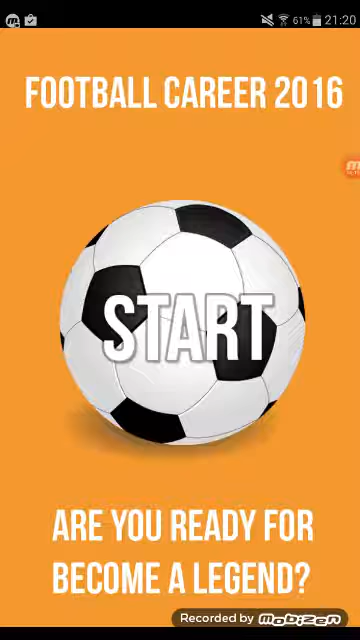 61% 21:20
FOOTBALL CAREER 2016
START
ARE YOU READY FOR
BECOME A LEGEND?
Recorded by mobizen